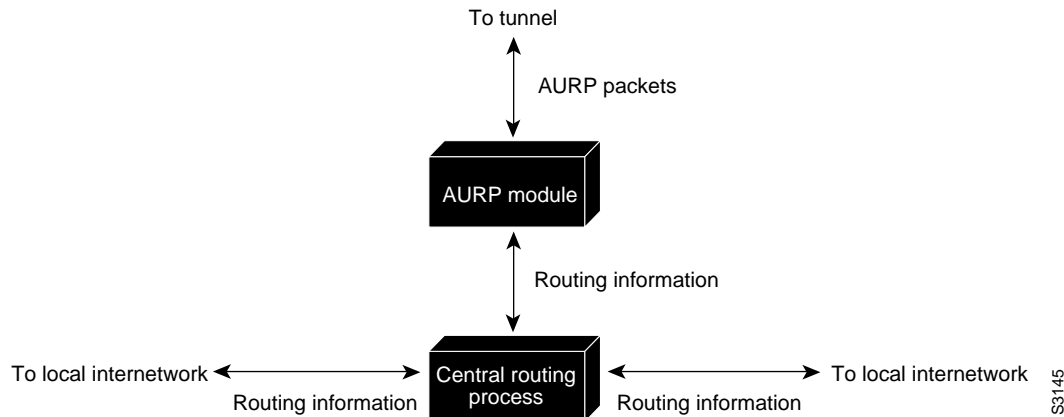 To tunnel
AURP packets
AURP module
Routing information
To local internetwork
Central routing
process
To local internetwork
Routing information
Routing information
S3145